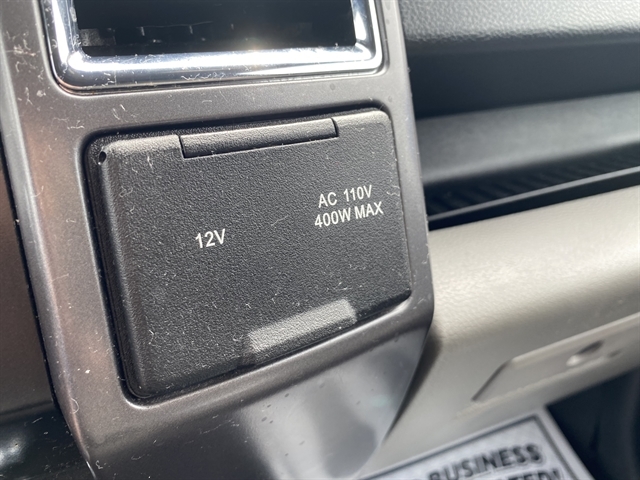 12V
AC 110V
400W MAX
BUSINESS